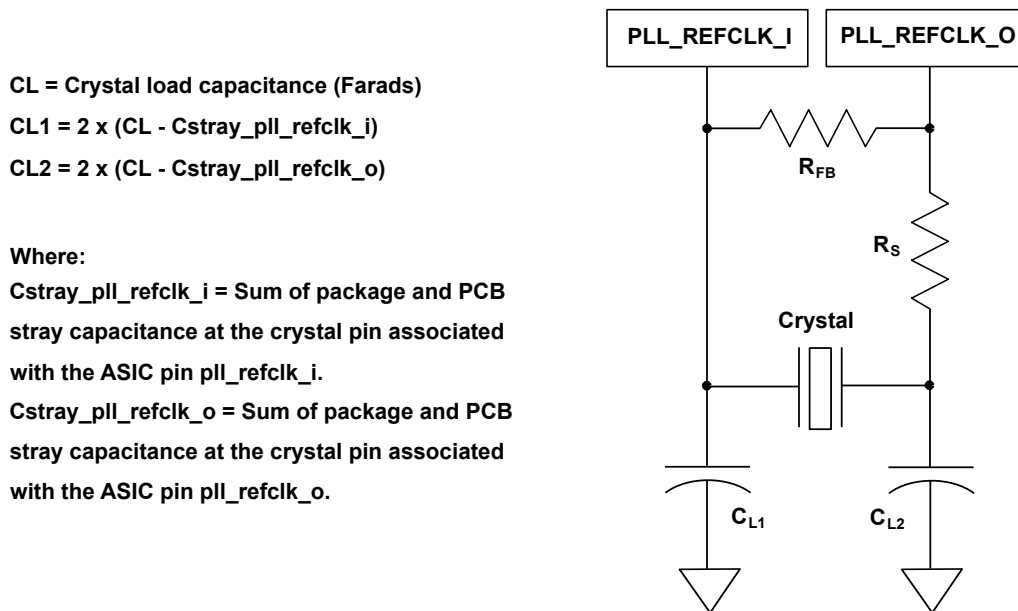 CL = Crystal load capacitance (Farads)
CL1 = 2 x (CL - Cstray_pll_refclk_i)
CL2 = 2 x (CL - Cstray_pll_refclk_o)
Where:
Cstray_pll_refclk_i = Sum of package and PCB
stray capacitance at the crystal pin associated
with the ASIC pin pll_refclk_i.
Cstray_pll_refclk_o = Sum of package and PCB
stray capacitance at the crystal pin associated
with the ASIC pin pll_refclk_o.
PLL_REFCLK_I
PLL_REFCLK_O
RFB
RS
Crystal
CL1
CL2